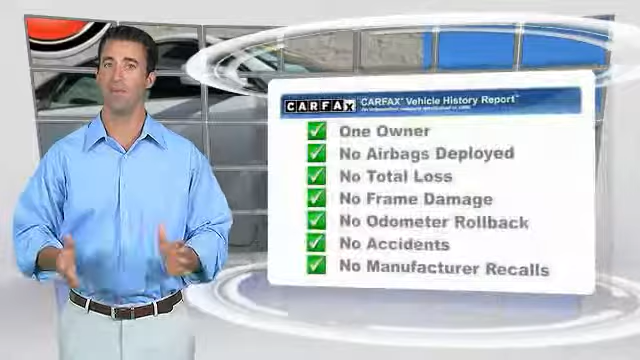 CARFAX CARFAX Vehicle History Report™
One Owner
No Airbags Deployed
No Total Loss
No Frame Damage
No Odometer Rollback
No Accidents
No Manufacturer Recalls